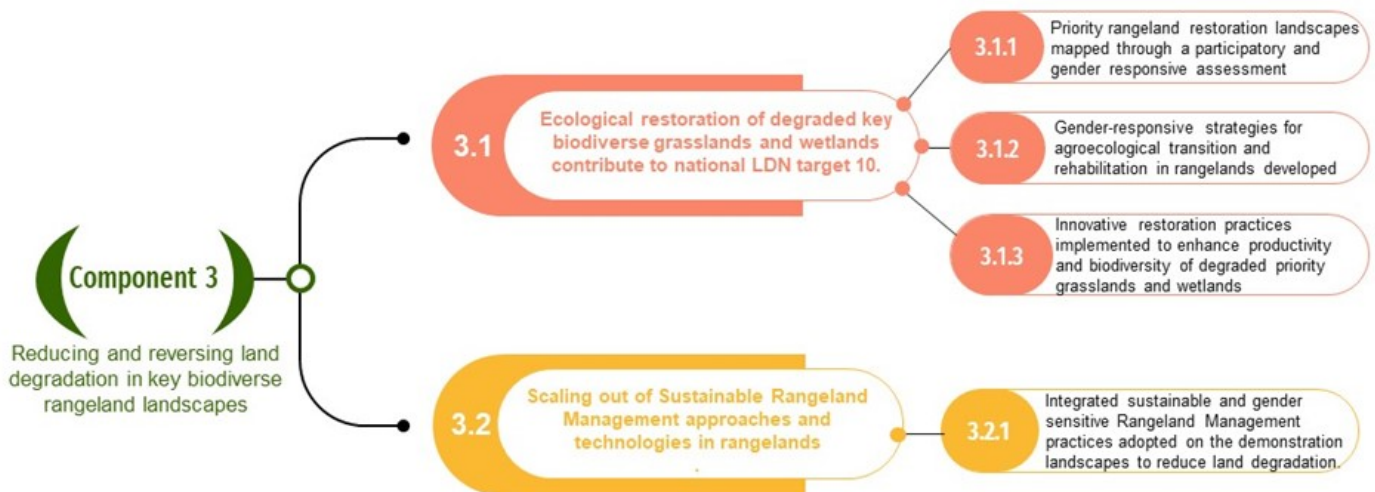 Component 3
Reducing and reversing land
degradation in key biodiverse
rangeland landscapes
3.1
Ecological restoration of degraded key
biodiverse grasslands and wetlands
contribute to national LDN target 10.
3.1.1
Priority rangeland restoration landscapes
mapped through a participatory and
gender responsive assessment
3.1.2
Gender-responsive strategies for
agroecological transition and
rehabilitation in rangelands developed
3.1.3
Innovative restoration practices
implemented to enhance productivity
and biodiversity of degraded priority
grasslands and wetlands
3.2
Scaling out of Sustainable Rangeland
Management approaches and
technologies in rangelands
.
3.2.1
Integrated sustainable and gender
sensitive Rangeland Management
practices adopted on the demonstration
landscapes to reduce land degradation.